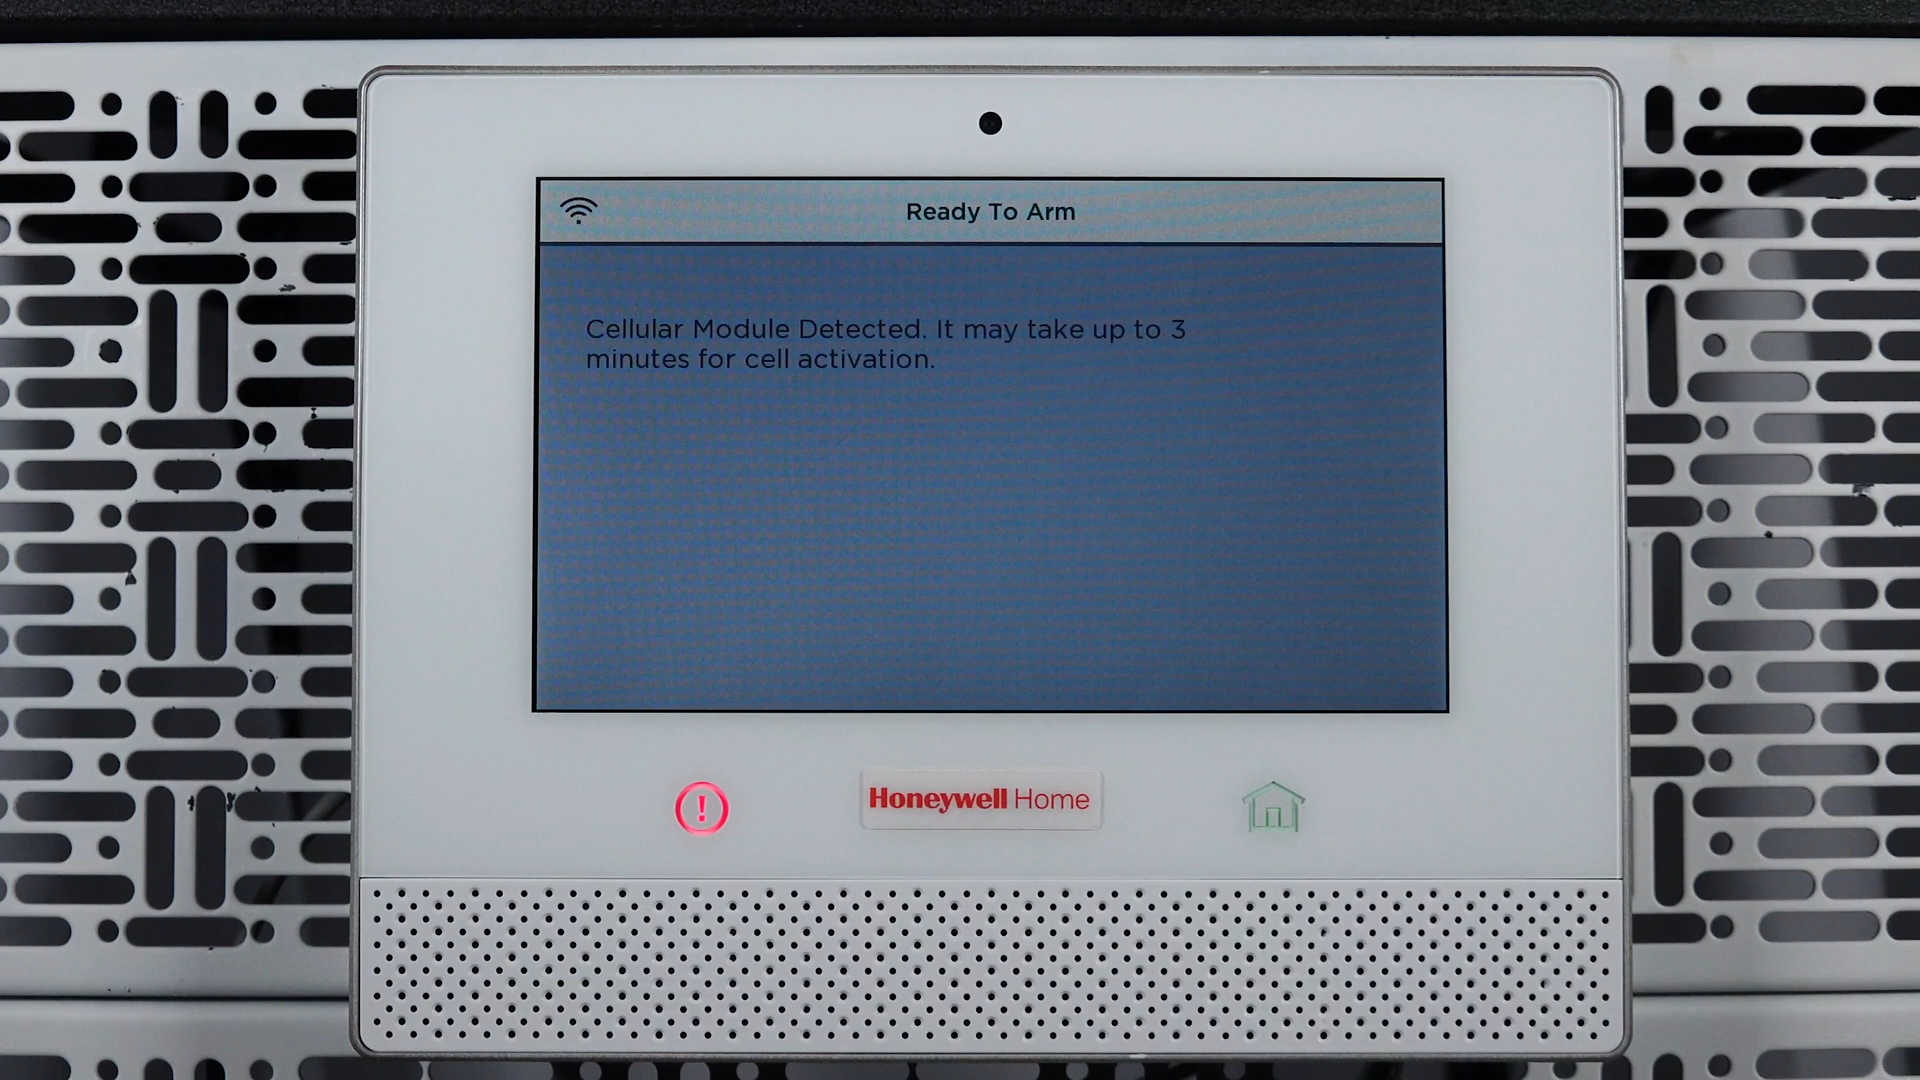 Ready To Arm
Cellular Module Detected. It may take up to 3
minutes for cell activation.
Honeywell Home